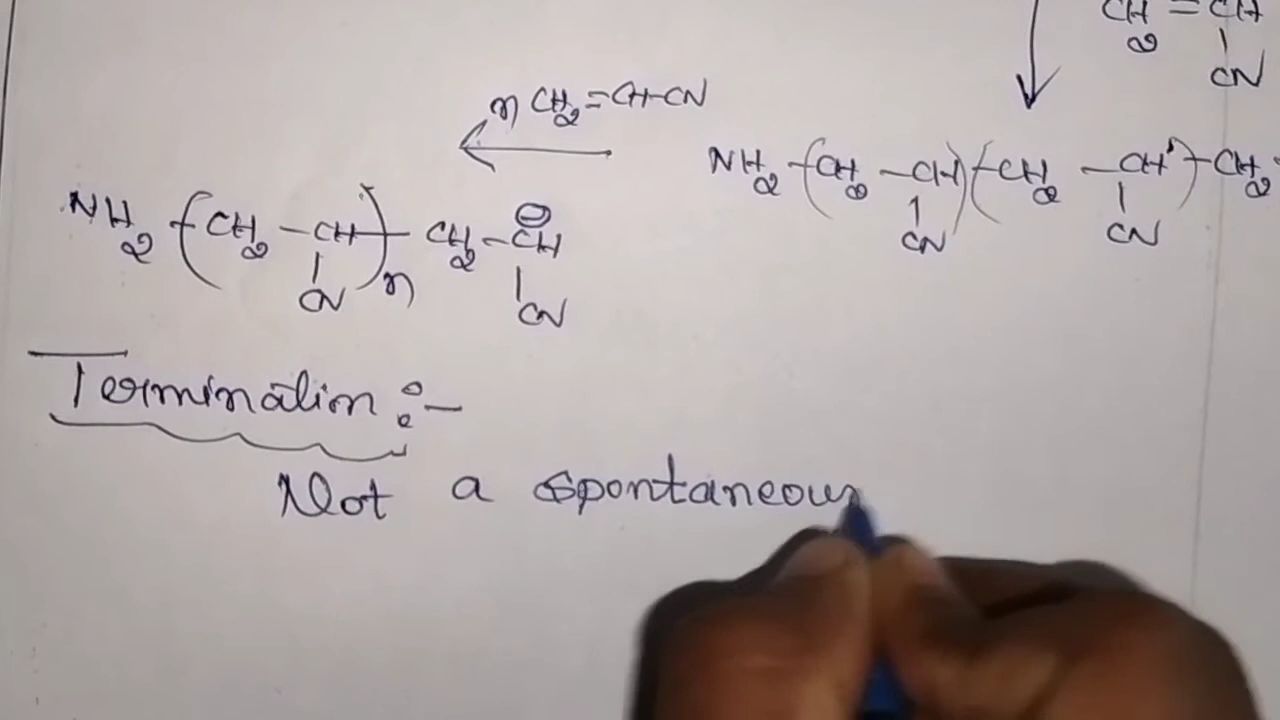 CH2 = CH
CN
n CH2=CH-CN
NH2 -(CH2 - CH)-(CH2 - CH)- CH2-
CN CN
NH2 -(CH2 - CH)n- CH2 - CH⊖
CN CN
Termination :-
Not a spontaneous